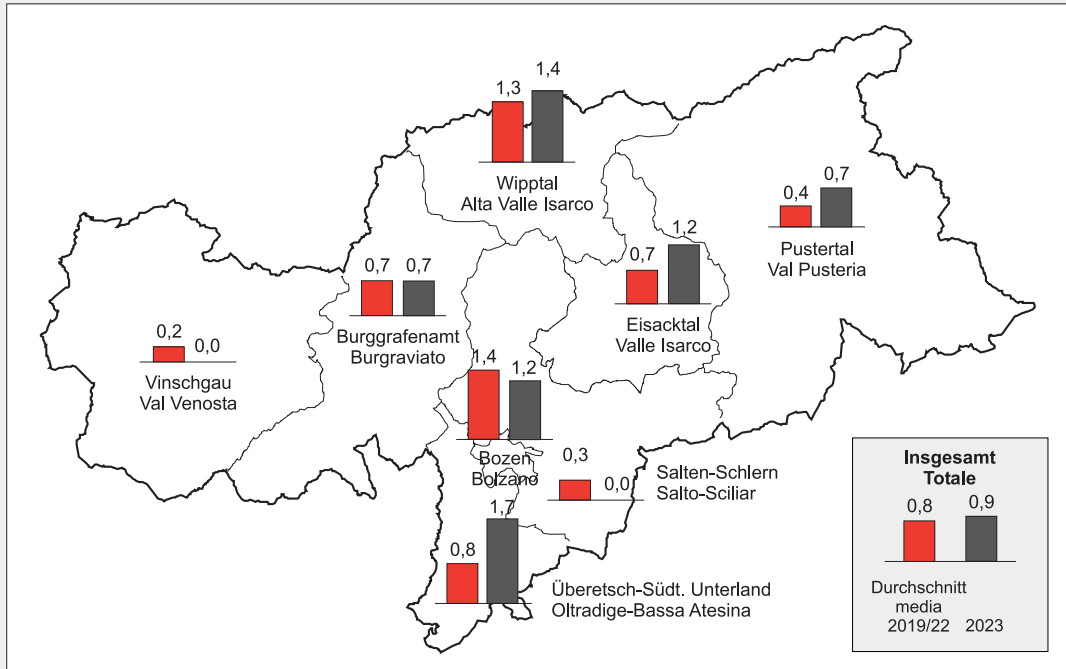 1,3 1,4
Wipptal
Alta Valle Isarco
0,4 0,7
Pustertal
Val Pusteria
0,7 1,2
Eisacktal
Valle Isarco
0,7 0,7
Burggrafenamt
Burgraviato
0,2 0,0
Vinschgau
Val Venosta
1,4 1,2
Bozen
Bolzano
0,3 0,0
Salten-Schlern
Salto-Sciliar
0,8 1,7
Überetsch-Südt. Unterland
Oltradige-Bassa Atesina
Insgesamt
Totale
0,8 0,9
Durchschnitt
media
2019/22 2023